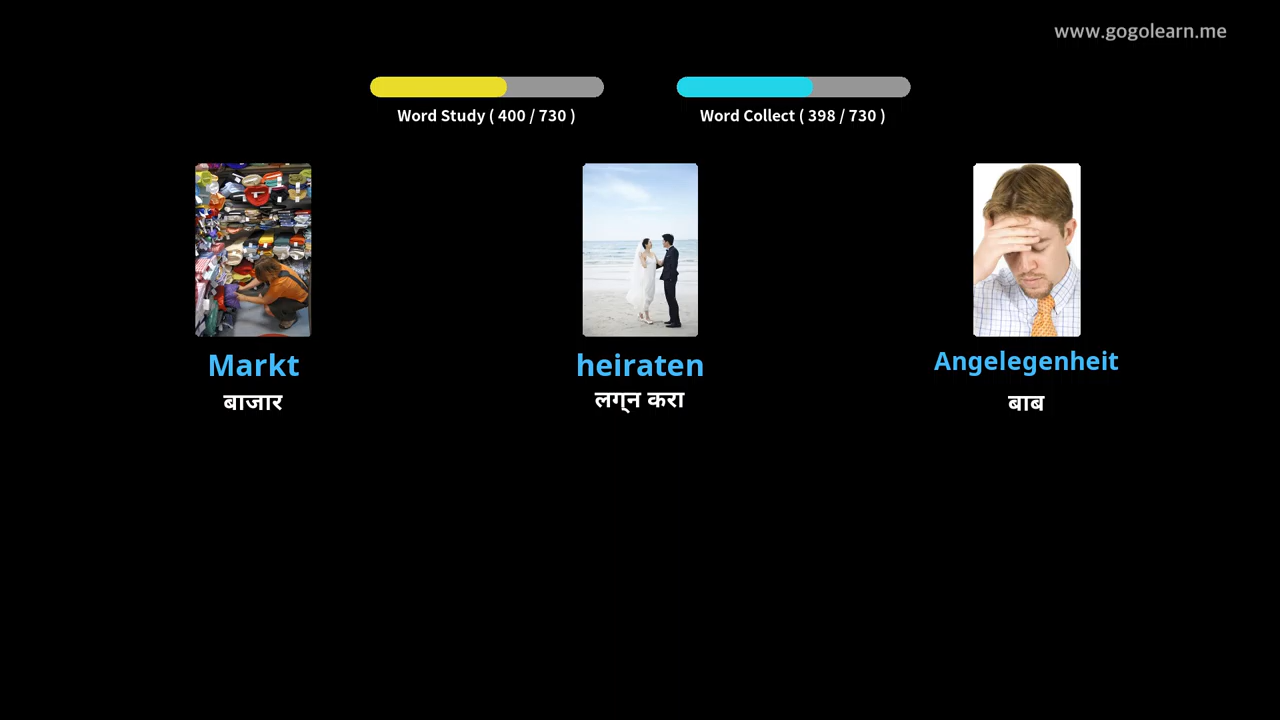 www.gogolearn.me
Word Study ( 400 / 730 )
Word Collect ( 398 / 730 )
Markt
heiraten
Angelegenheit
बाजार
लग्‍न करा
बाब